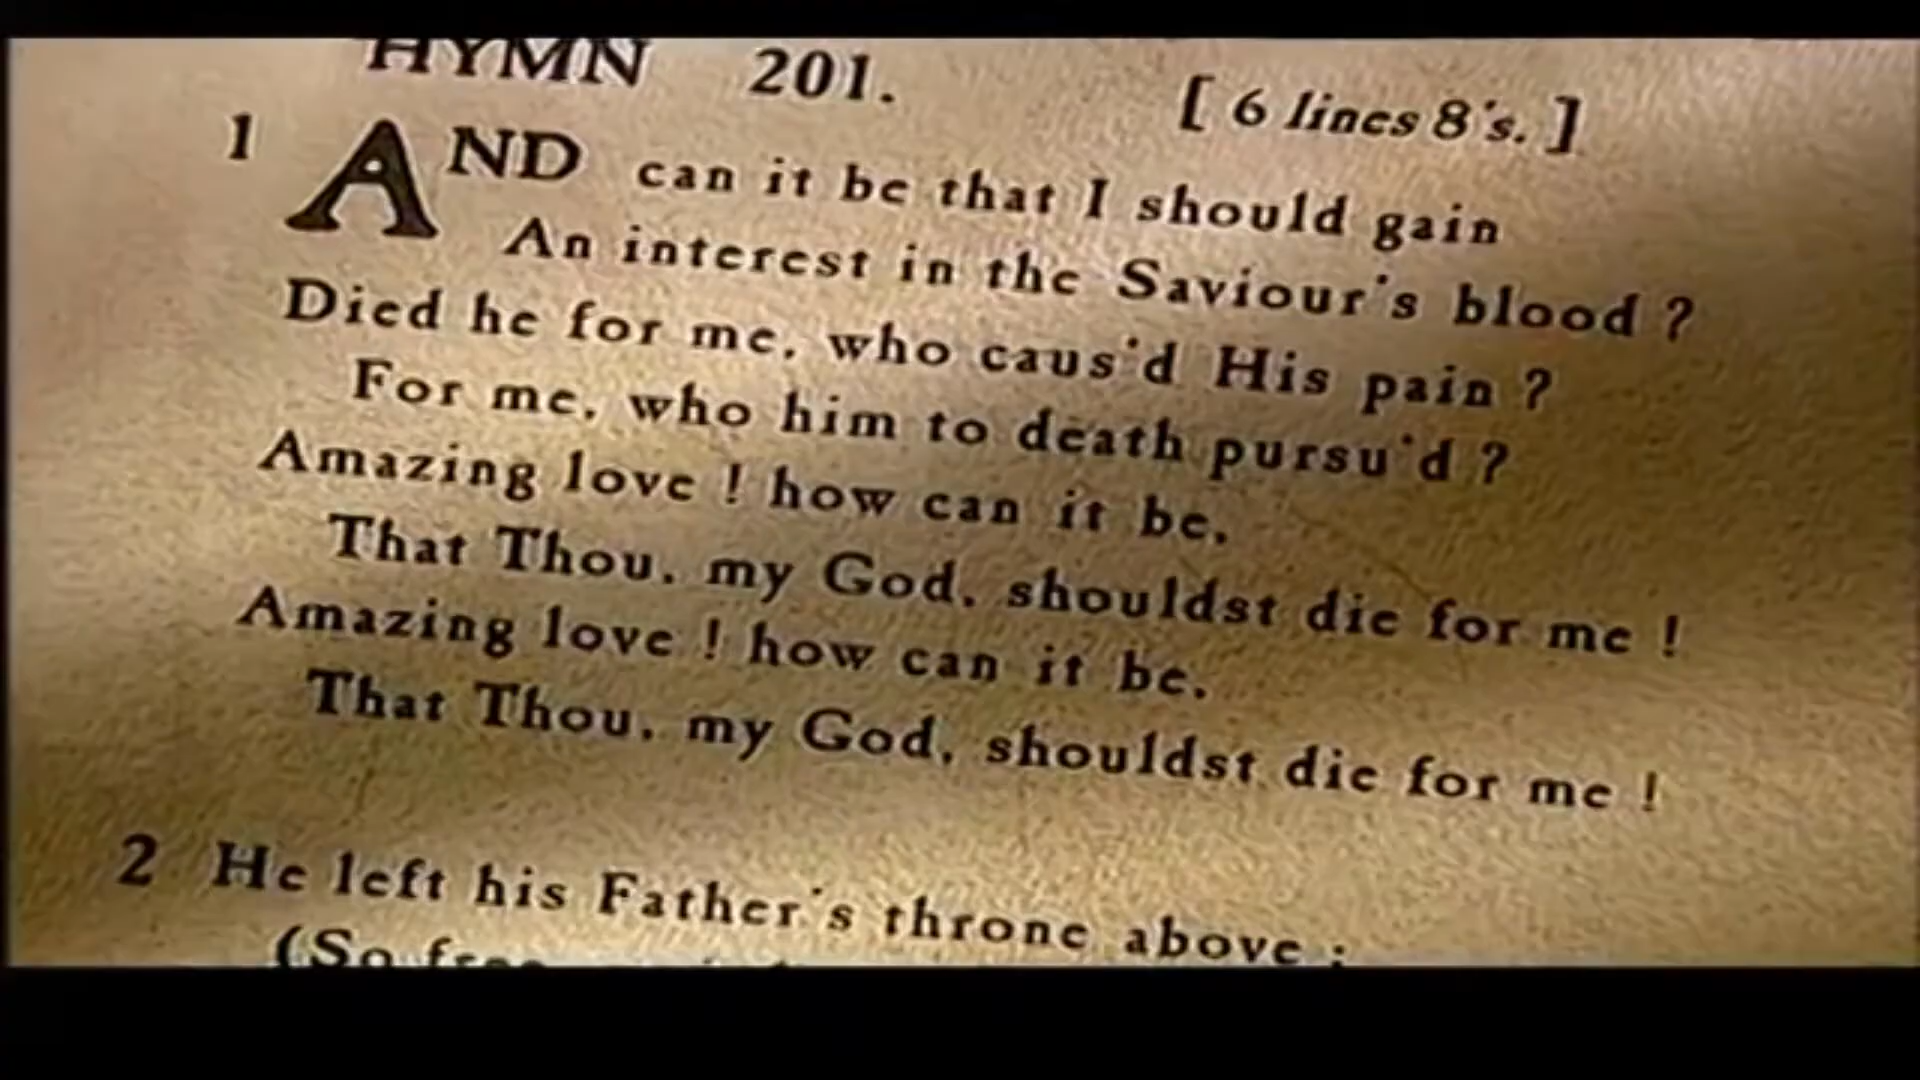 HYMN 201.
[ 6 lines 8's. ]
1 AND can it be that I should gain
An interest in the Saviour's blood ?
Died he for me, who caus'd His pain ?
For me, who him to death pursu'd ?
Amazing love ! how can it be,
That Thou, my God, shouldst die for me !
Amazing love ! how can it be,
That Thou, my God, shouldst die for me !
2 He left his Father's throne above ;
(So free